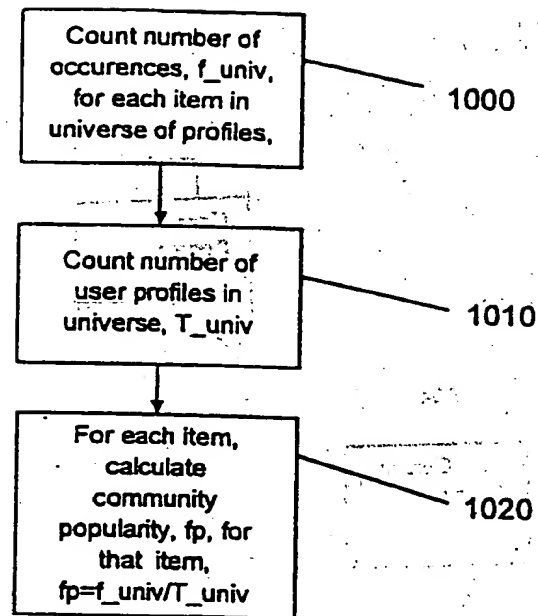 Count number of
occurences, f_univ,
for each item in
universe of profiles,
1000
Count number of
user profiles in
universe, T_univ
1010
For each item,
calculate
community
popularity, fp, for
that item,
fp=f_univ/T_univ
1020